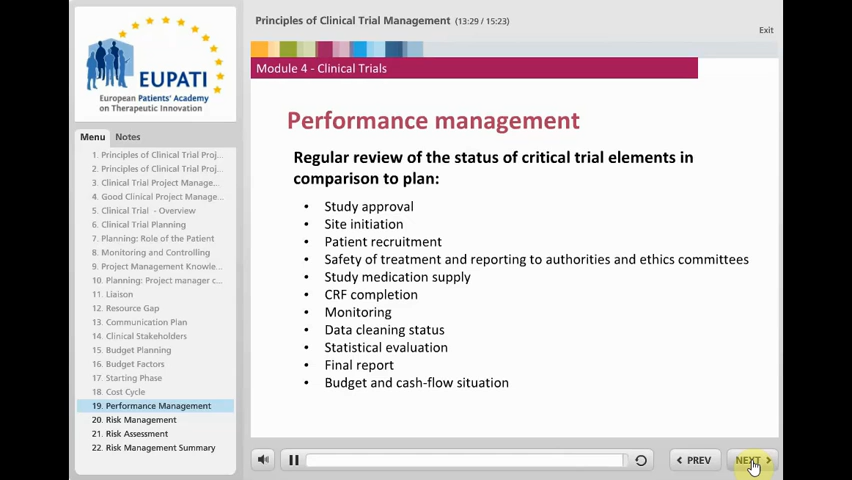 Principles of Clinical Trial Management (13:29 / 15:23)
Exit
EUPATI
European Patients' Academy
on Therapeutic Innovation
Module 4 - Clinical Trials
Menu
Notes
1. Principles of Clinical Trial Proj...
2. Principles of Clinical Trial Proj...
3. Clinical Trial Project Manage...
4. Good Clinical Project Manage...
5. Clinical Trial - Overview
6. Clinical Trial Planning
7. Planning: Role of the Patient
8. Monitoring and Controlling
9. Project Management Knowle...
10. Planning: Project manager c...
11. Liaison
12. Resource Gap
13. Communication Plan
14. Clinical Stakeholders
15. Budget Planning
16. Budget Factors
17. Starting Phase
18. Cost Cycle
19. Performance Management
20. Risk Management
21. Risk Assessment
22. Risk Management Summary
Performance management
Regular review of the status of critical trial elements in
comparison to plan:
• Study approval
• Site initiation
• Patient recruitment
• Safety of treatment and reporting to authorities and ethics committees
• Study medication supply
• CRF completion
• Monitoring
• Data cleaning status
• Statistical evaluation
• Final report
• Budget and cash-flow situation
PREV
NEXT